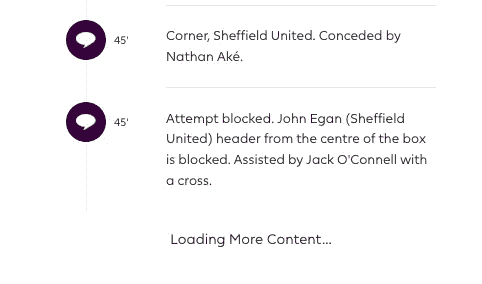 45'
Corner, Sheffield United. Conceded by
Nathan Aké.
45'
Attempt blocked. John Egan (Sheffield
United) header from the centre of the box
is blocked. Assisted by Jack O'Connell with
a cross.
Loading More Content...